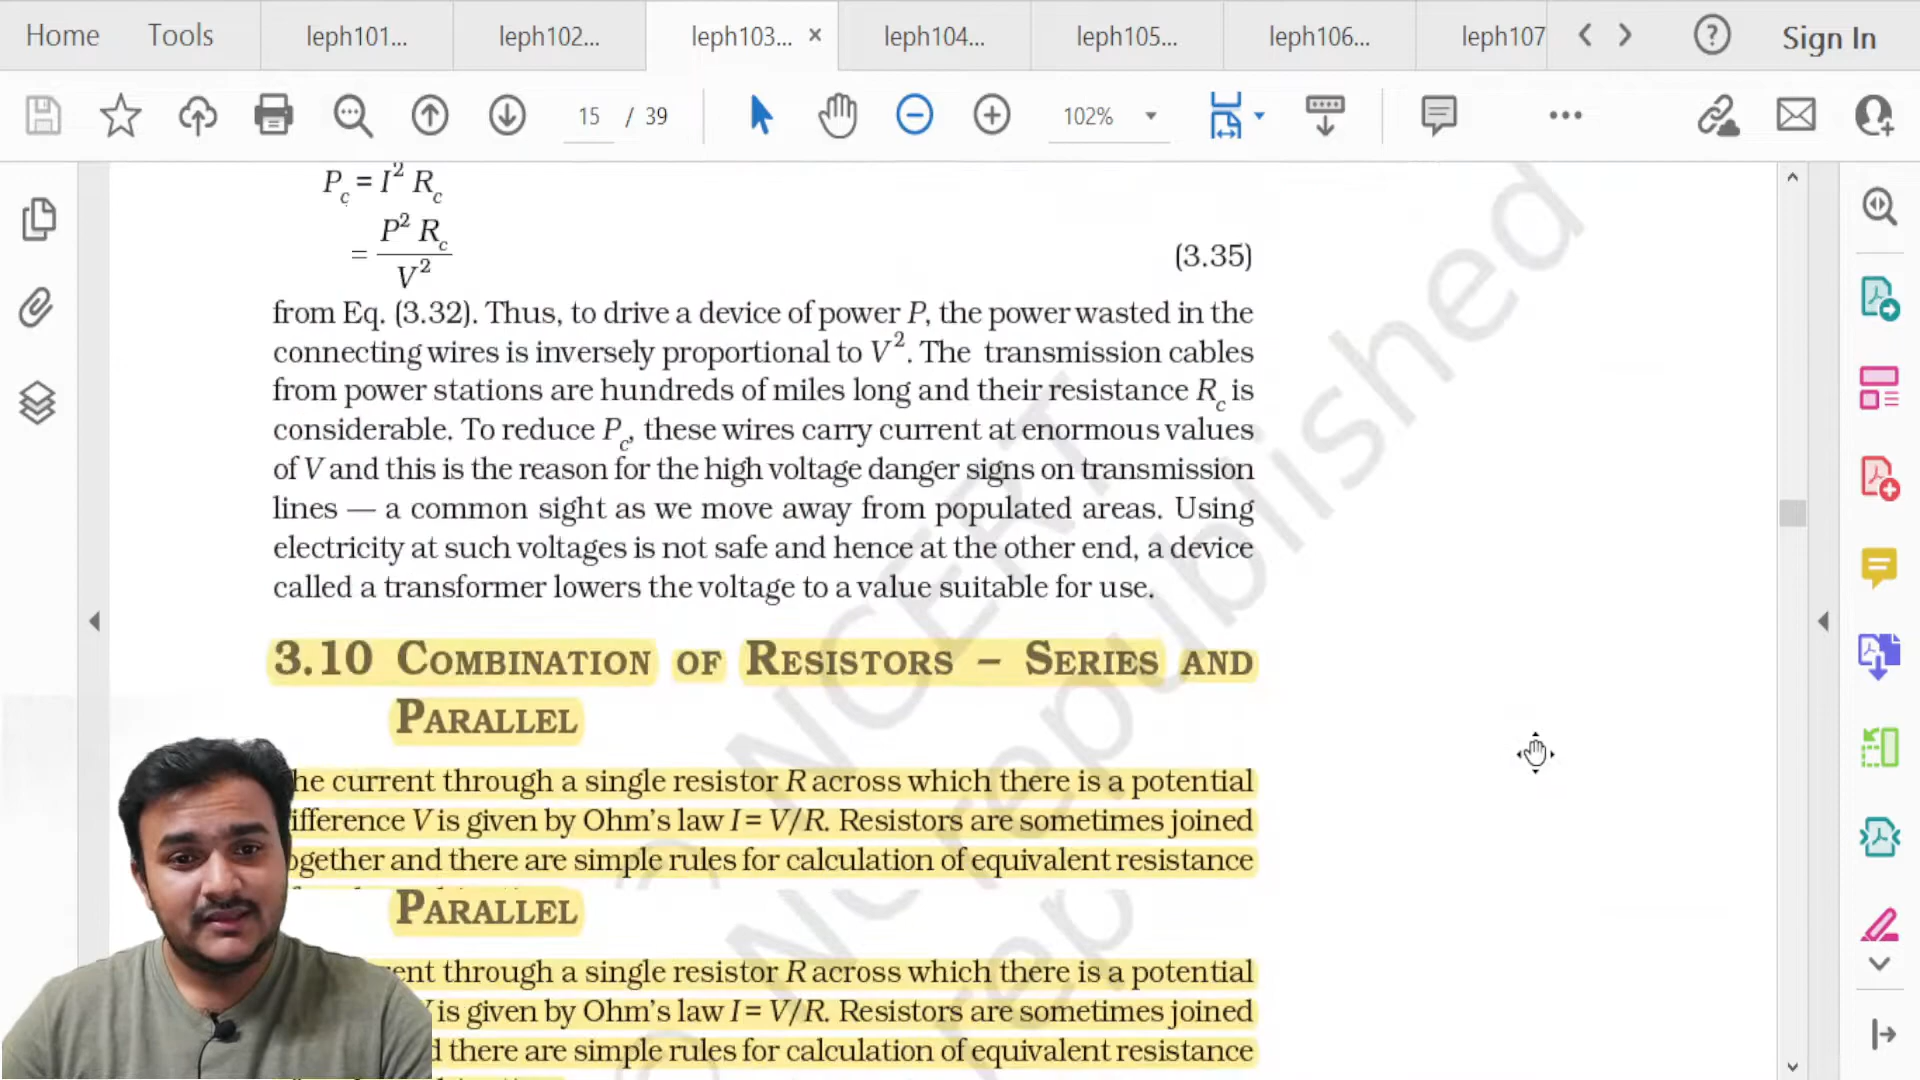 Home Tools leph101... leph102... leph103... × leph104... leph105... leph106... leph107 Sign In
15 / 39 102%
P_c = I² R_c
= P² R_c / V² (3.35)
from Eq. (3.32). Thus, to drive a device of power P, the power wasted in the
connecting wires is inversely proportional to V². The transmission cables
from power stations are hundreds of miles long and their resistance R_c is
considerable. To reduce P_c, these wires carry current at enormous values
of V and this is the reason for the high voltage danger signs on transmission
lines — a common sight as we move away from populated areas. Using
electricity at such voltages is not safe and hence at the other end, a device
called a transformer lowers the voltage to a value suitable for use.
3.10 COMBINATION OF RESISTORS – SERIES AND
PARALLEL
he current through a single resistor R across which there is a potential
ifference V is given by Ohm's law I = V/R. Resistors are sometimes joined
ogether and there are simple rules for calculation of equivalent resistance
PARALLEL
ent through a single resistor R across which there is a potential
is given by Ohm's law I = V/R. Resistors are sometimes joined
d there are simple rules for calculation of equivalent resistance
NCERT
republished